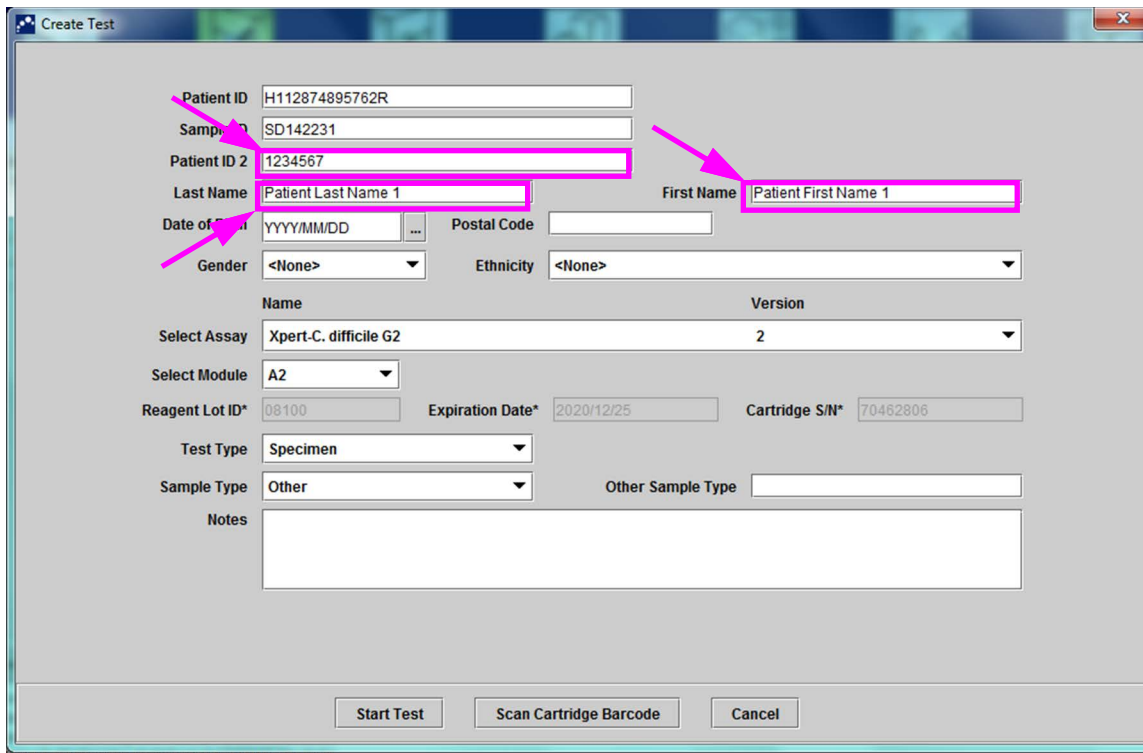 Create Test
Patient ID H112874895762R
Sample ID SD142231
Patient ID 2 1234567
Last Name Patient Last Name 1 First Name Patient First Name 1
Date of Birth YYYY/MM/DD ... Postal Code
Gender <None> Ethnicity <None>
Name Version
Select Assay Xpert-C. difficile G2 2
Select Module A2
Reagent Lot ID* 08100 Expiration Date* 2020/12/25 Cartridge S/N* 70462806
Test Type Specimen
Sample Type Other Other Sample Type
Notes
Start Test Scan Cartridge Barcode Cancel